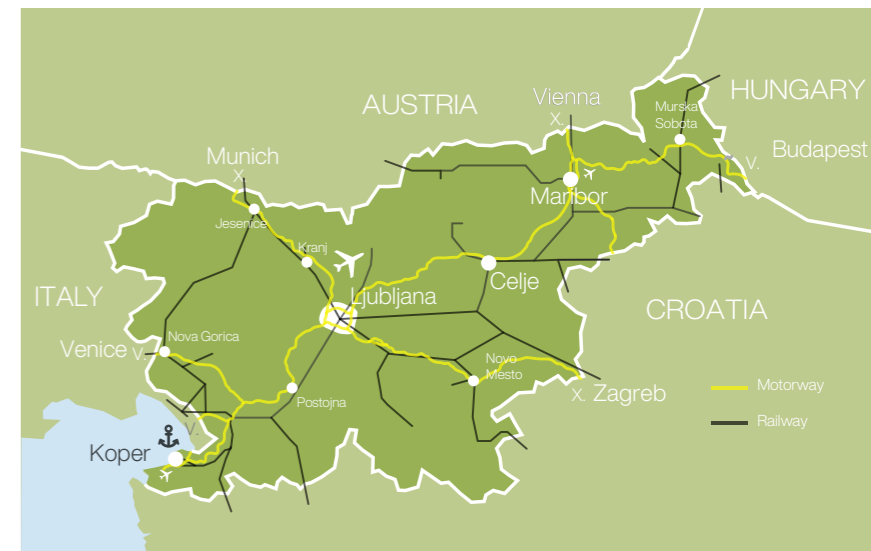 HUNGARY
AUSTRIA
Vienna
X.
Murska
Sobota
Budapest
V.
Munich
X.
Maribor
Jesenice
Kranj
Ljubljana
Celje
ITALY
CROATIA
Nova Gorica
Venice V.
Novo
Mesto
X. Zagreb
Postojna
Motorway
Railway
V.
Koper